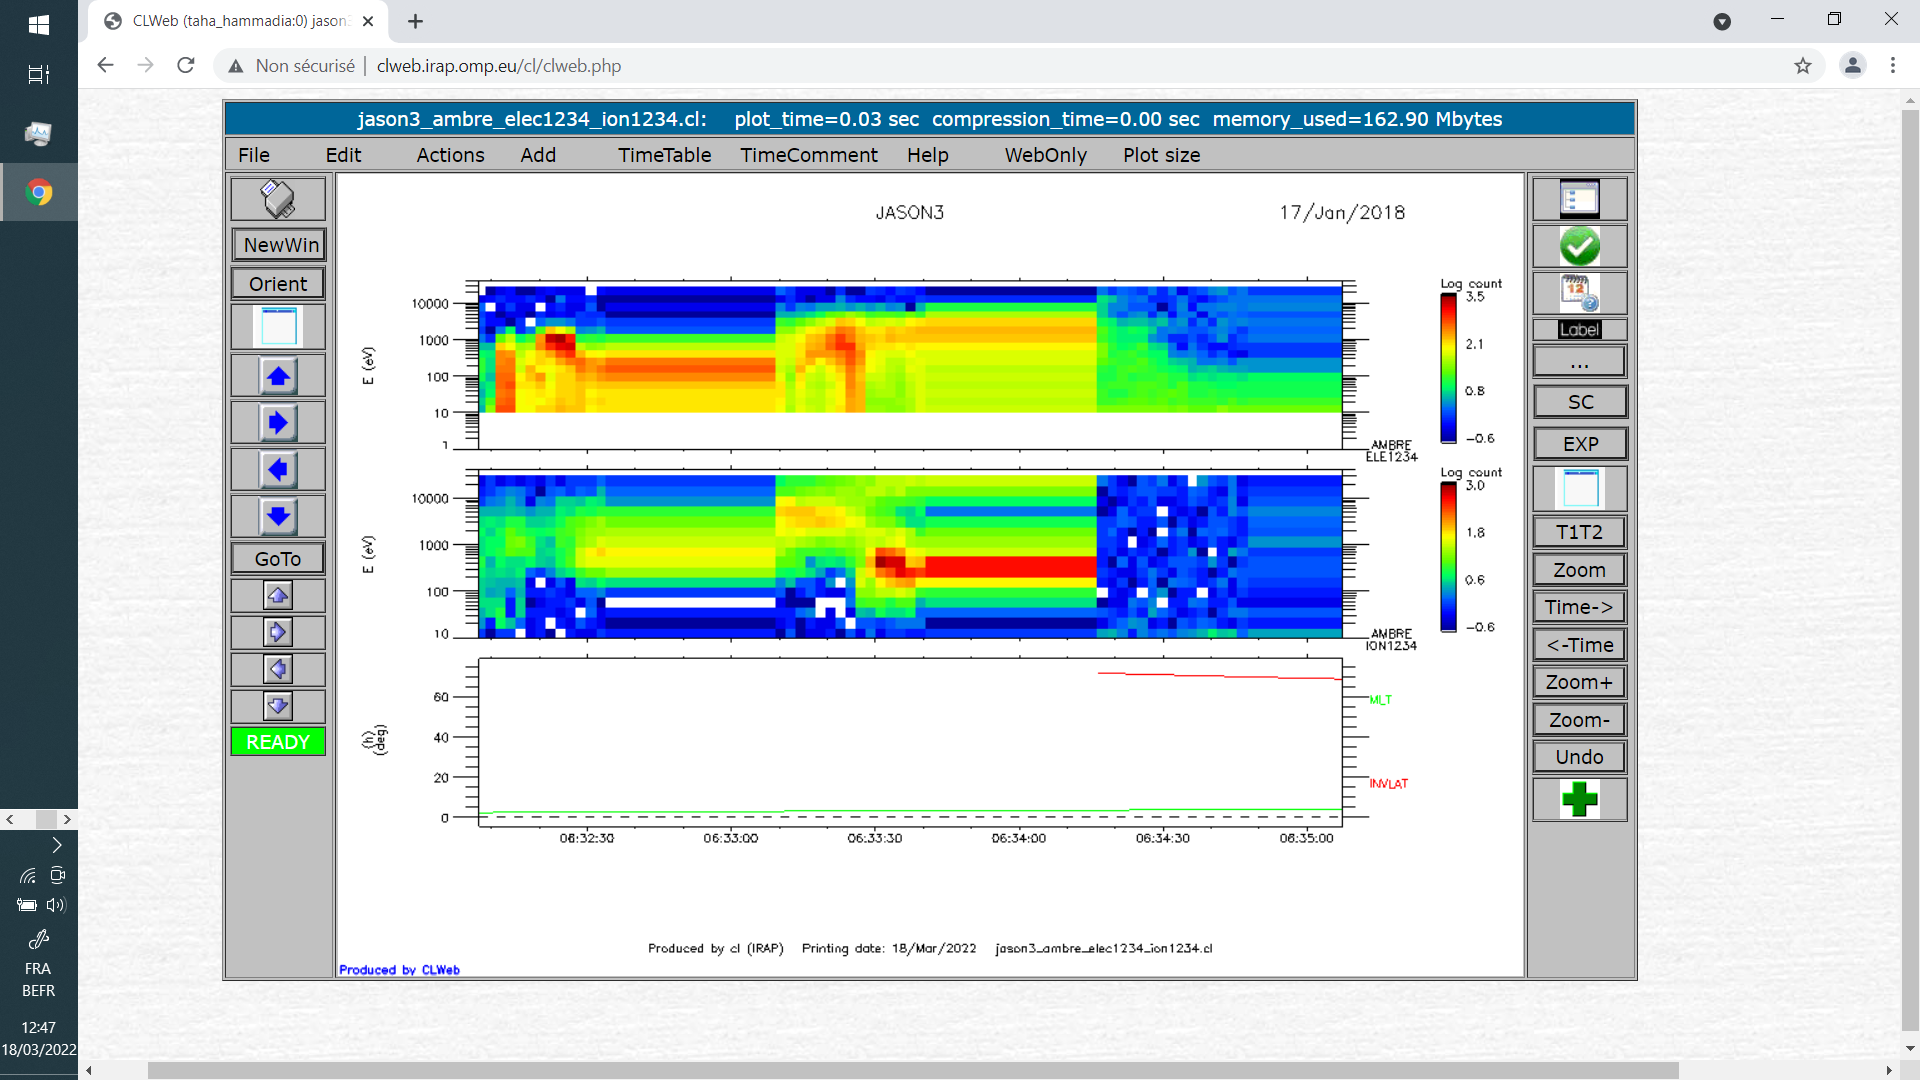 CLWeb (taha_hammadia:0) jason3
Non sécurisé | clweb.irap.omp.eu/cl/clweb.php
jason3_ambre_elec1234_ion1234.cl: plot_time=0.03 sec compression_time=0.00 sec memory_used=162.90 Mbytes
File Edit Actions Add TimeTable TimeComment Help WebOnly Plot size
NewWin
Orient
GoTo
READY
JASON3 17/Jan/2018
10000
1000
100
10
1
E (eV)
Log count
3.5
2.1
0.8
-0.6
AMBRE
ELE1234
10000
1000
100
10
E (eV)
Log count
3.0
1.8
0.6
-0.6
AMBRE
ION1234
60
40
20
0
(h)
(deg)
MLT
INVLAT
06:32:30 06:33:00 06:33:30 06:34:00 06:34:30 06:35:00
Produced by cl (IRAP) Printing date: 18/Mar/2022 jason3_ambre_elec1234_ion1234.cl
Produced by CLWeb
12
Label
...
SC
EXP
T1T2
Zoom
Time->
<-Time
Zoom+
Zoom-
Undo
FRA
BEFR
12:47
18/03/2022